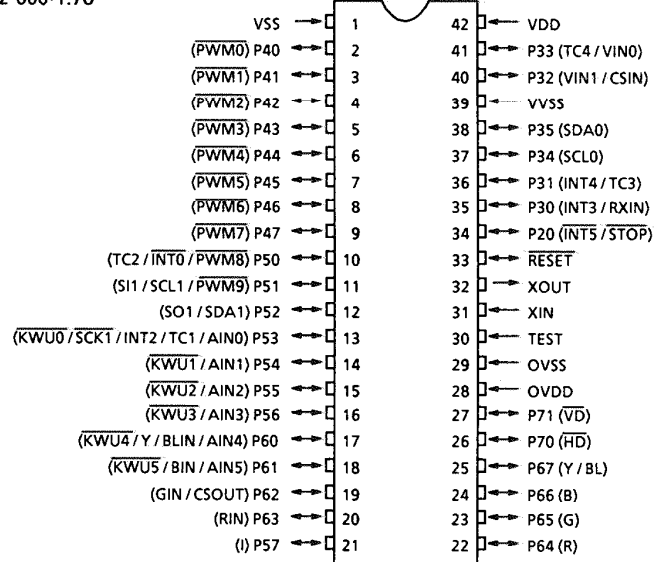 VSS 1 42 VDD
(PWM0) P40 2 41 P33 (TC4 / VIN0)
(PWM1) P41 3 40 P32 (VIN1 / CSIN)
(PWM2) P42 4 39 VVSS
(PWM3) P43 5 38 P35 (SDA0)
(PWM4) P44 6 37 P34 (SCL0)
(PWM5) P45 7 36 P31 (INT4 / TC3)
(PWM6) P46 8 35 P30 (INT3 / RXIN)
(PWM7) P47 9 34 P20 (INT5 / STOP)
(TC2 / INT0 / PWM8) P50 10 33 RESET
(SI1 / SCL1 / PWM9) P51 11 32 XOUT
(SO1 / SDA1) P52 12 31 XIN
(KWU0 / SCK1 / INT2 / TC1 / AIN0) P53 13 30 TEST
(KWU1 / AIN1) P54 14 29 OVSS
(KWU2 / AIN2) P55 15 28 OVDD
(KWU3 / AIN3) P56 16 27 P71 (VD)
(KWU4 / Y / BLIN / AIN4) P60 17 26 P70 (HD)
(KWU5 / BIN / AIN5) P61 18 25 P67 (Y / BL)
(GIN / CSOUT) P62 19 24 P66 (B)
(RIN) P63 20 23 P65 (G)
(I) P57 21 22 P64 (R)